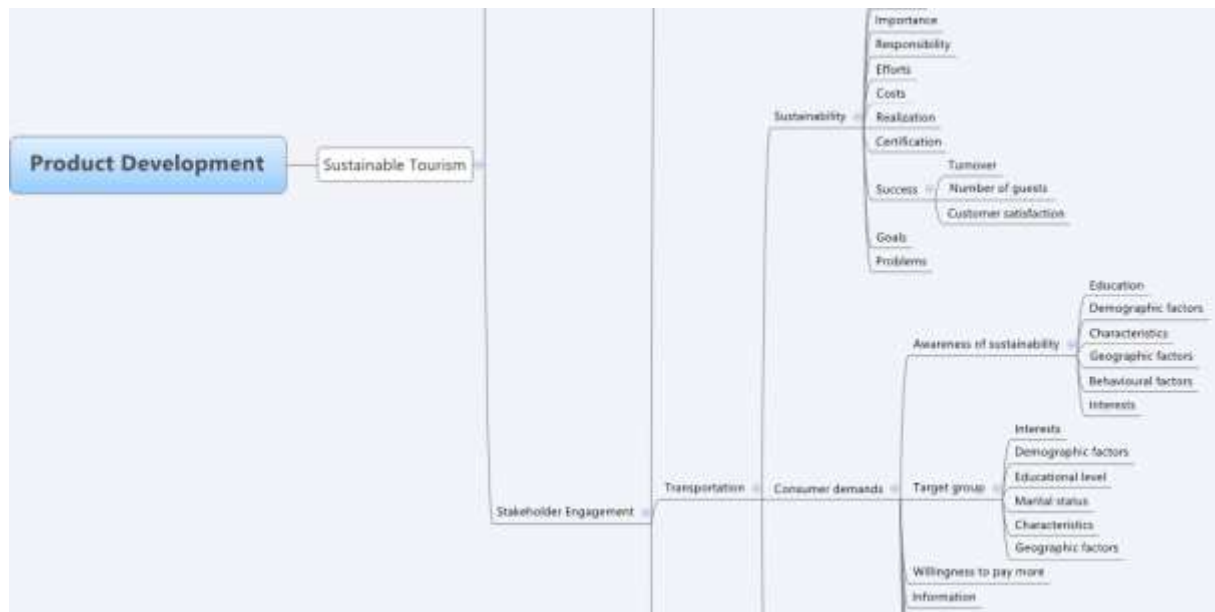 Product Development
Sustainable Tourism
Stakeholder Engagement
Transportation
Sustainability
Importance
Responsibility
Efforts
Costs
Realization
Certification
Success
Turnover
Number of guests
Customer satisfaction
Goals
Problems
Consumer demands
Awareness of sustainability
Education
Demographic factors
Characteristics
Geographic factors
Behavioural factors
Interests
Target group
Interests
Demographic factors
Educational level
Marital status
Characteristics
Geographic factors
Willingness to pay more
Information